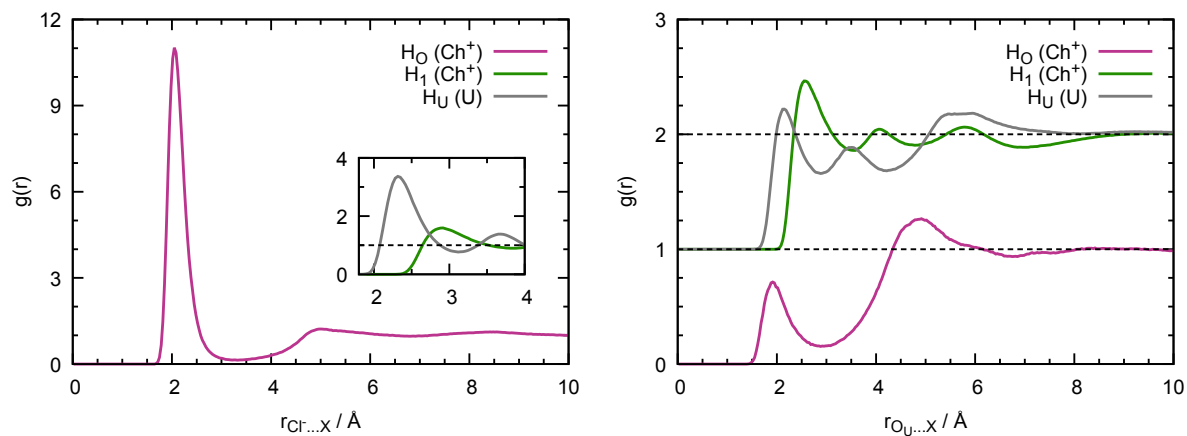 12
9
6
3
0
g(r)
H_O (Ch⁺)
H_1 (Ch⁺)
H_U (U)
4
2
0
2
3
4
0
2
4
6
8
10
r_Cl⁻...X / Å
3
2
1
0
g(r)
H_O (Ch⁺)
H_1 (Ch⁺)
H_U (U)
0
2
4
6
8
10
r_O_U...X / Å